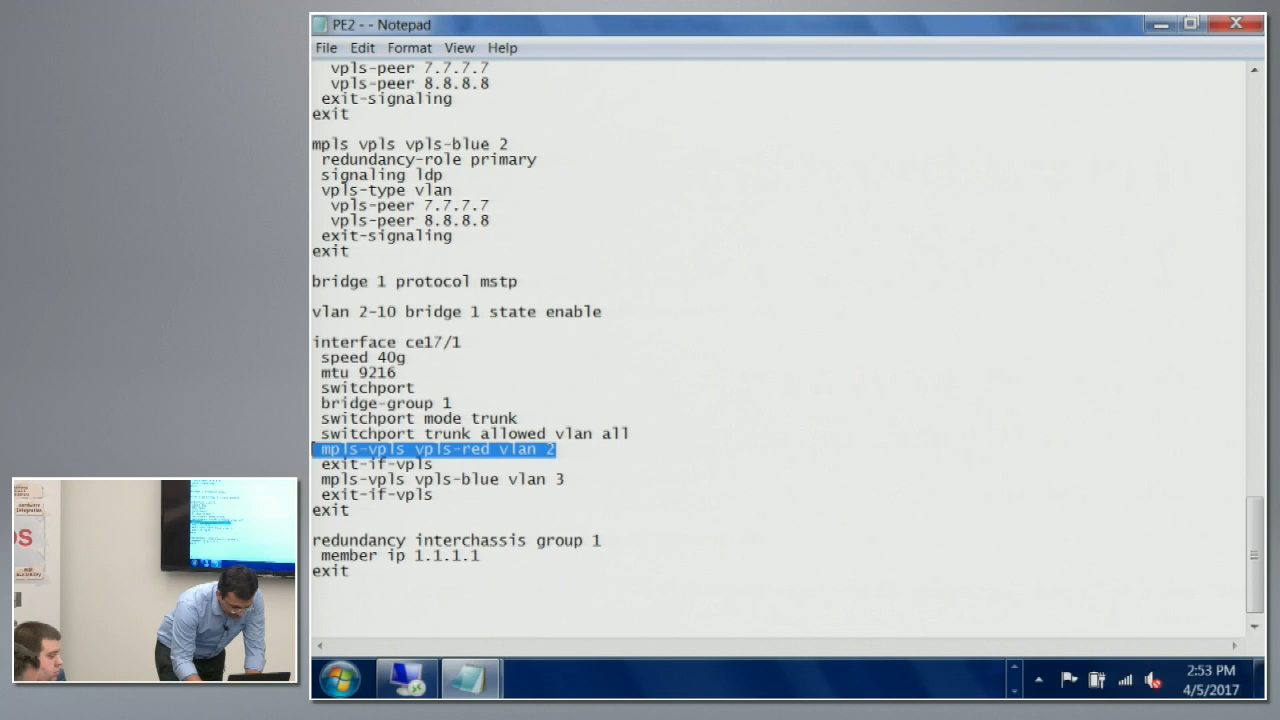 PE2 - - Notepad
File Edit Format View Help
vpls-peer 7.7.7.7
vpls-peer 8.8.8.8
exit-signaling
exit
mpls vpls vpls-blue 2
redundancy-role primary
signaling ldp
vpls-type vlan
vpls-peer 7.7.7.7
vpls-peer 8.8.8.8
exit-signaling
exit
bridge 1 protocol mstp
vlan 2-10 bridge 1 state enable
interface ce17/1
speed 40g
mtu 9216
switchport
bridge-group 1
switchport mode trunk
switchport trunk allowed vlan all
mpls-vpls vpls-red vlan 2
exit-if-vpls
mpls-vpls vpls-blue vlan 3
exit-if-vpls
exit
redundancy interchassis group 1
member ip 1.1.1.1
exit
2:53 PM
4/5/2017